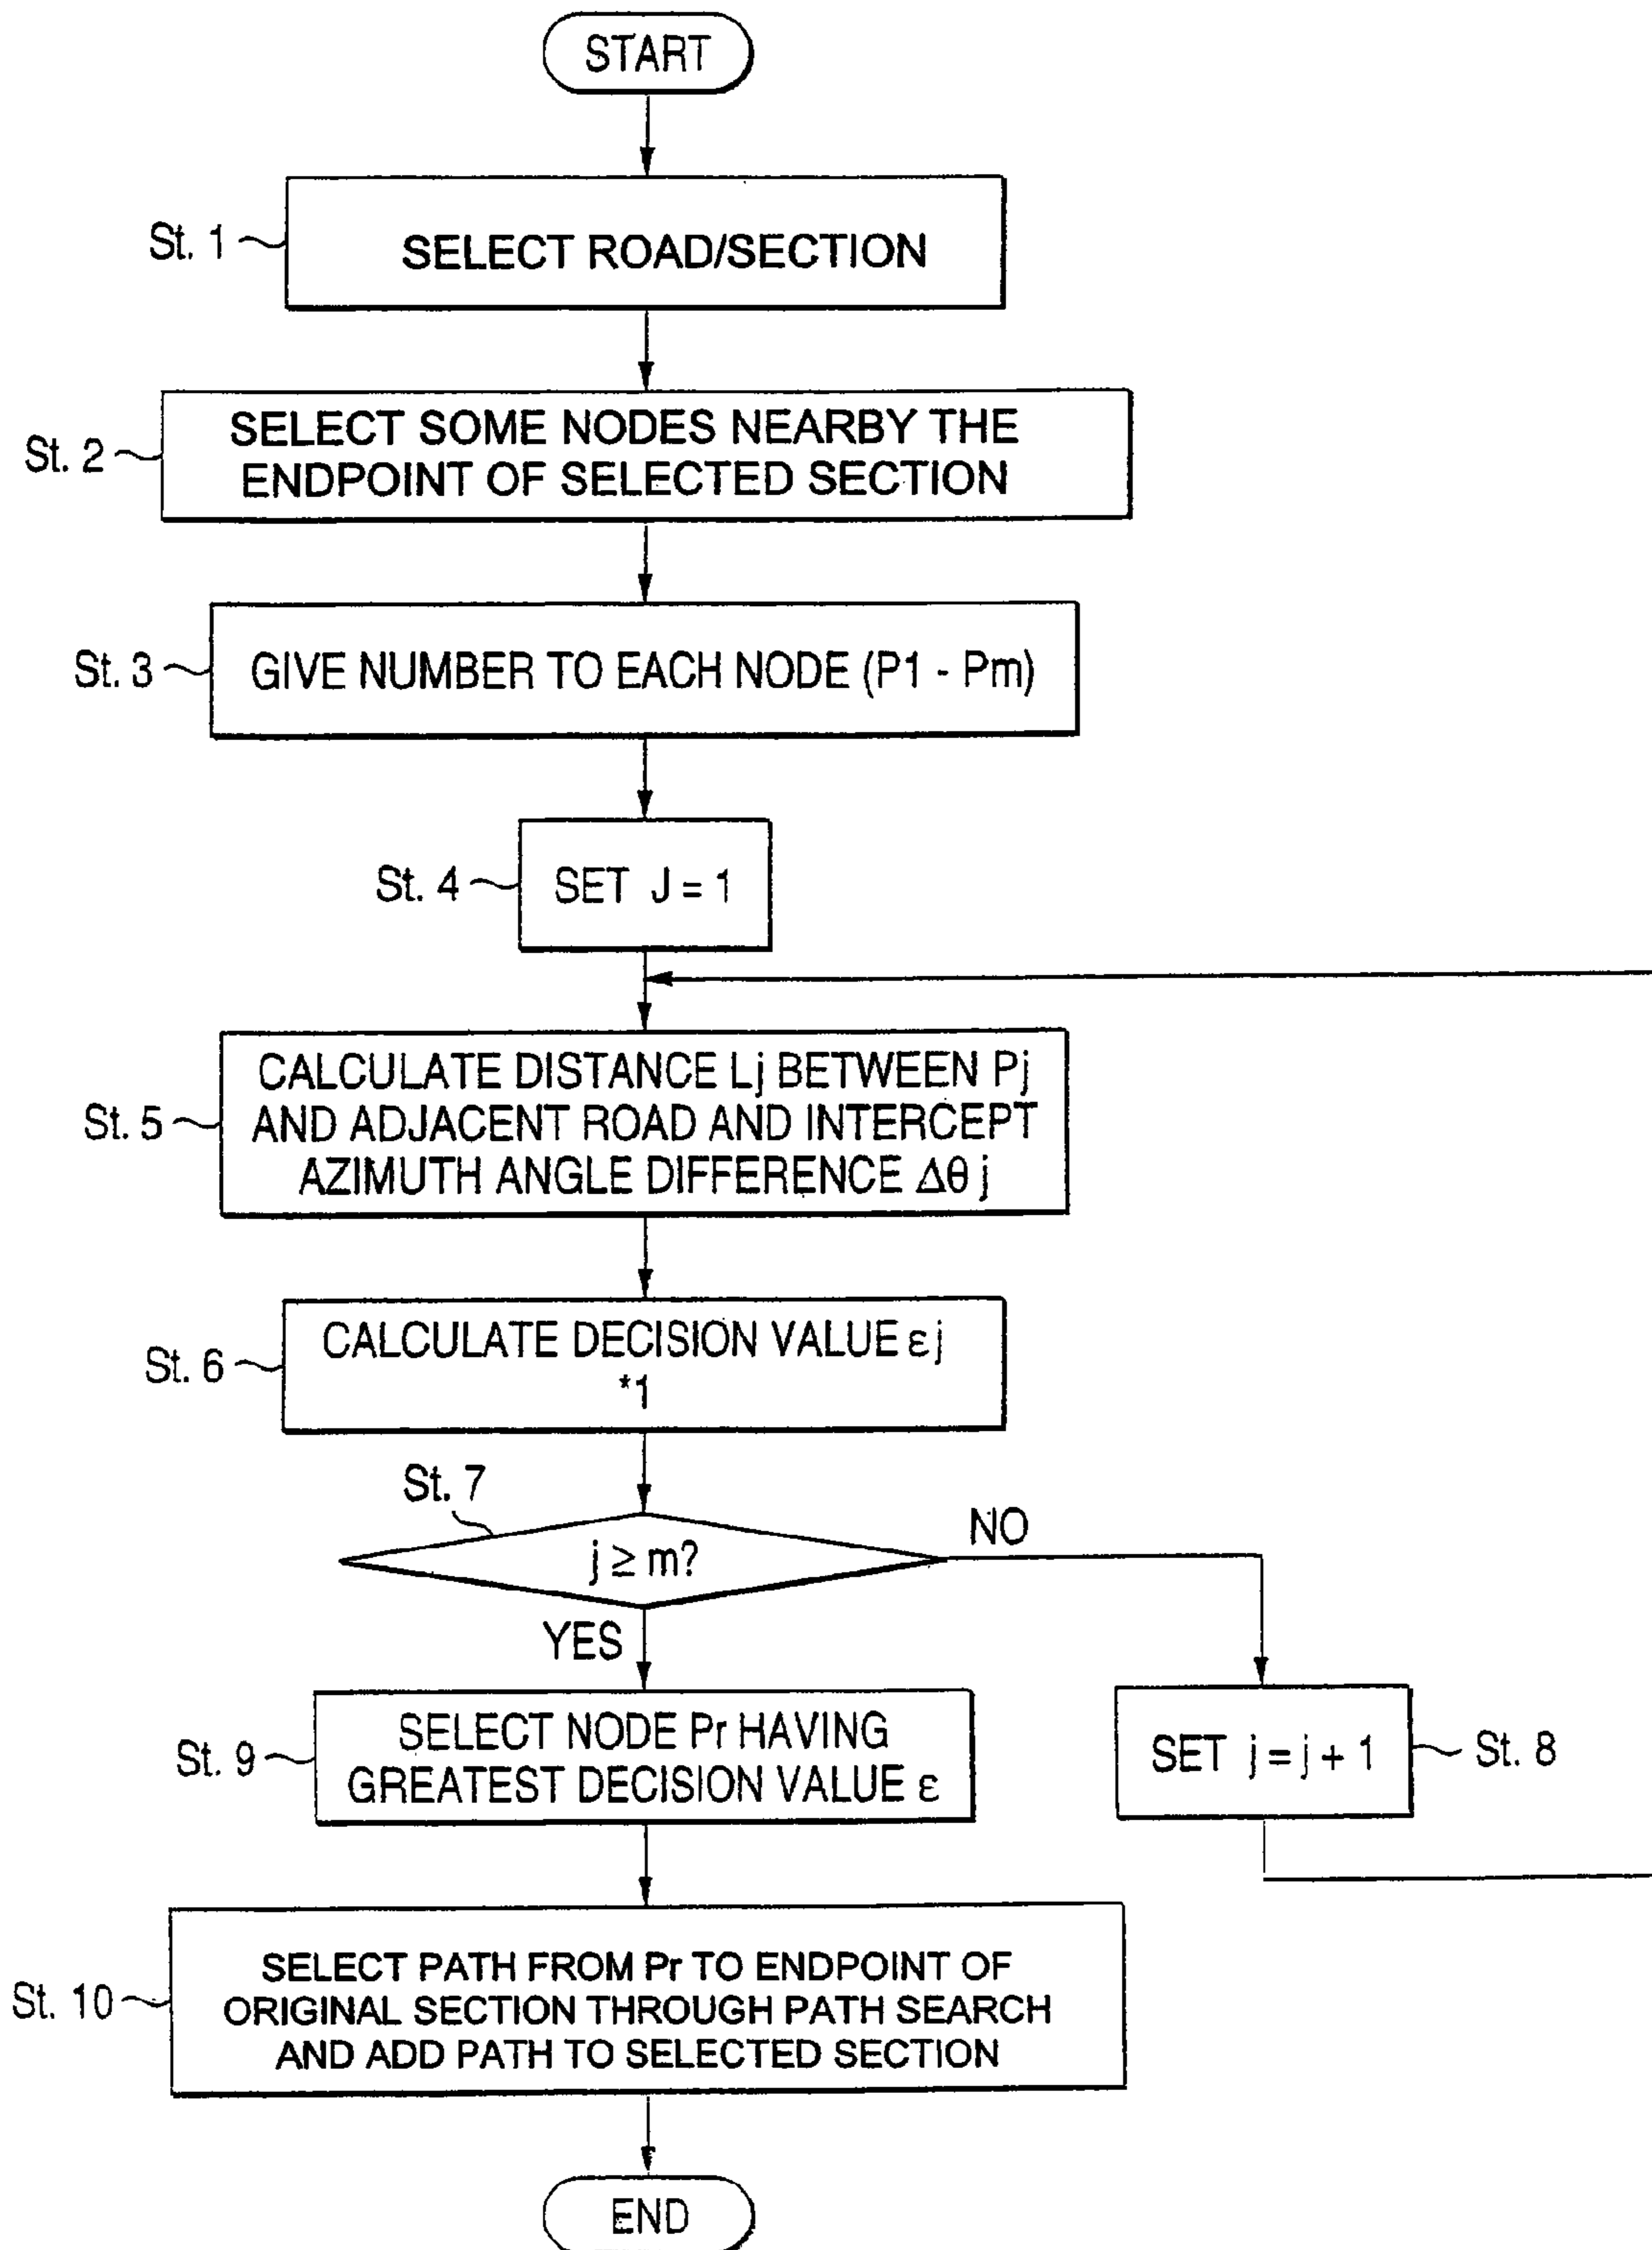 START
St. 1
SELECT ROAD/SECTION
St. 2
SELECT SOME NODES NEARBY THE
ENDPOINT OF SELECTED SECTION
St. 3
GIVE NUMBER TO EACH NODE (P1 - Pm)
St. 4
SET J = 1
St. 5
CALCULATE DISTANCE Lj BETWEEN Pj
AND ADJACENT ROAD AND INTERCEPT
AZIMUTH ANGLE DIFFERENCE Δθ j
St. 6
CALCULATE DECISION VALUE ε j
*1
St. 7
j ≥ m?
NO
YES
SET j = j + 1
St. 8
St. 9
SELECT NODE Pr HAVING
GREATEST DECISION VALUE ε
St. 10
SELECT PATH FROM Pr TO ENDPOINT OF
ORIGINAL SECTION THROUGH PATH SEARCH
AND ADD PATH TO SELECTED SECTION
END